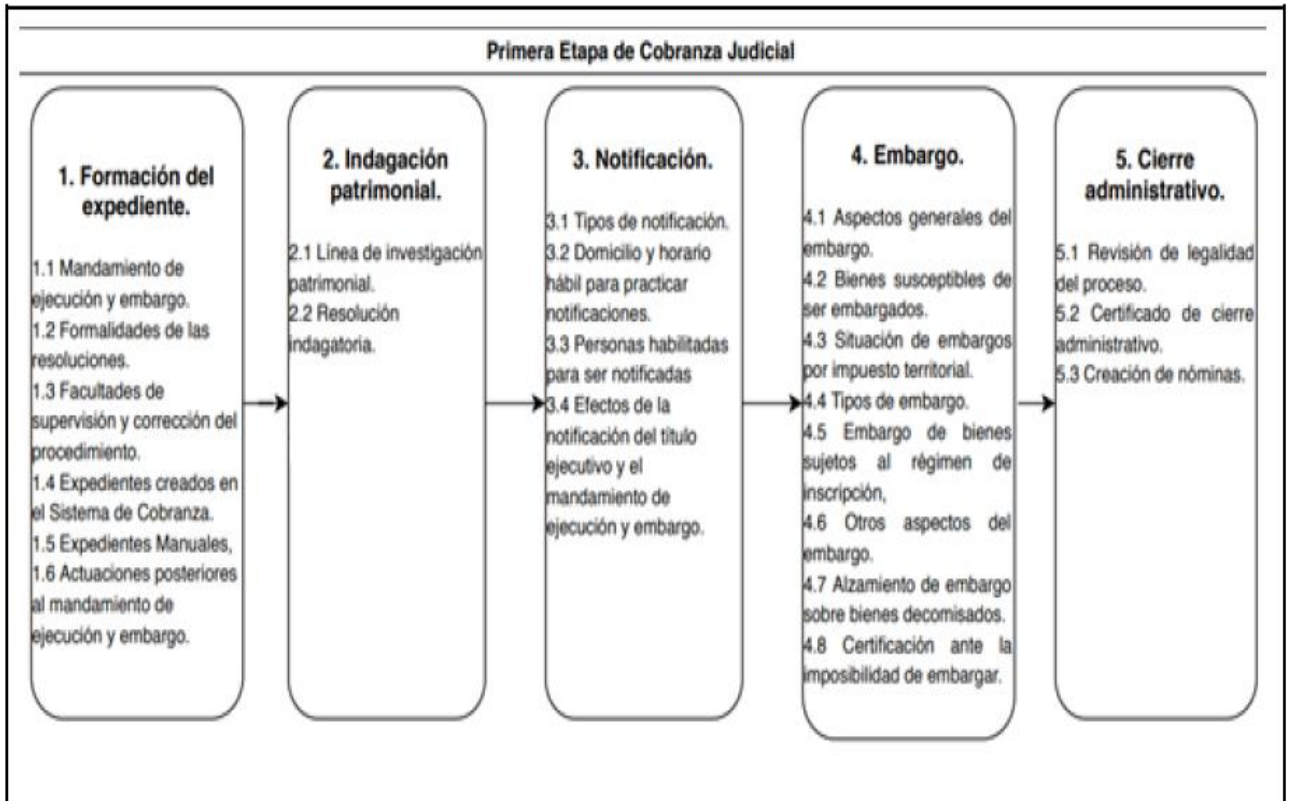 Primera Etapa de Cobranza Judicial
1. Formación del
expediente.
1.1 Mandamiento de
ejecución y embargo.
1.2 Formalidades de las
resoluciones.
1.3 Facultades de
supervisión y corrección del
procedimiento.
1.4 Expedientes creados en
el Sistema de Cobranza.
1.5 Expedientes Manuales,
1.6 Actuaciones posteriores
al mandamiento de
ejecución y embargo.
2. Indagación
patrimonial.
2.1 Línea de investigación
patrimonial.
2.2 Resolución
indagatoria.
3. Notificación.
3.1 Tipos de notificación.
3.2 Domicilio y horario
hábil para practicar
notificaciones.
3.3 Personas habilitadas
para ser notificadas
3.4 Efectos de la
notificación del título
ejecutivo y el
mandamiento de
ejecución y embargo.
4. Embargo.
4.1 Aspectos generales del
embargo.
4.2 Bienes susceptibles de
ser embargados.
4.3 Situación de embargos
por impuesto territorial.
4.4 Tipos de embargo.
4.5 Embargo de bienes
sujetos al régimen de
inscripción,
4.6 Otros aspectos del
embargo.
4.7 Alzamiento de embargo
sobre bienes decomisados.
4.8 Certificación ante la
imposibilidad de embargar.
5. Cierre
administrativo.
5.1 Revisión de legalidad
del proceso.
5.2 Certificado de cierre
administrativo.
5.3 Creación de nóminas.